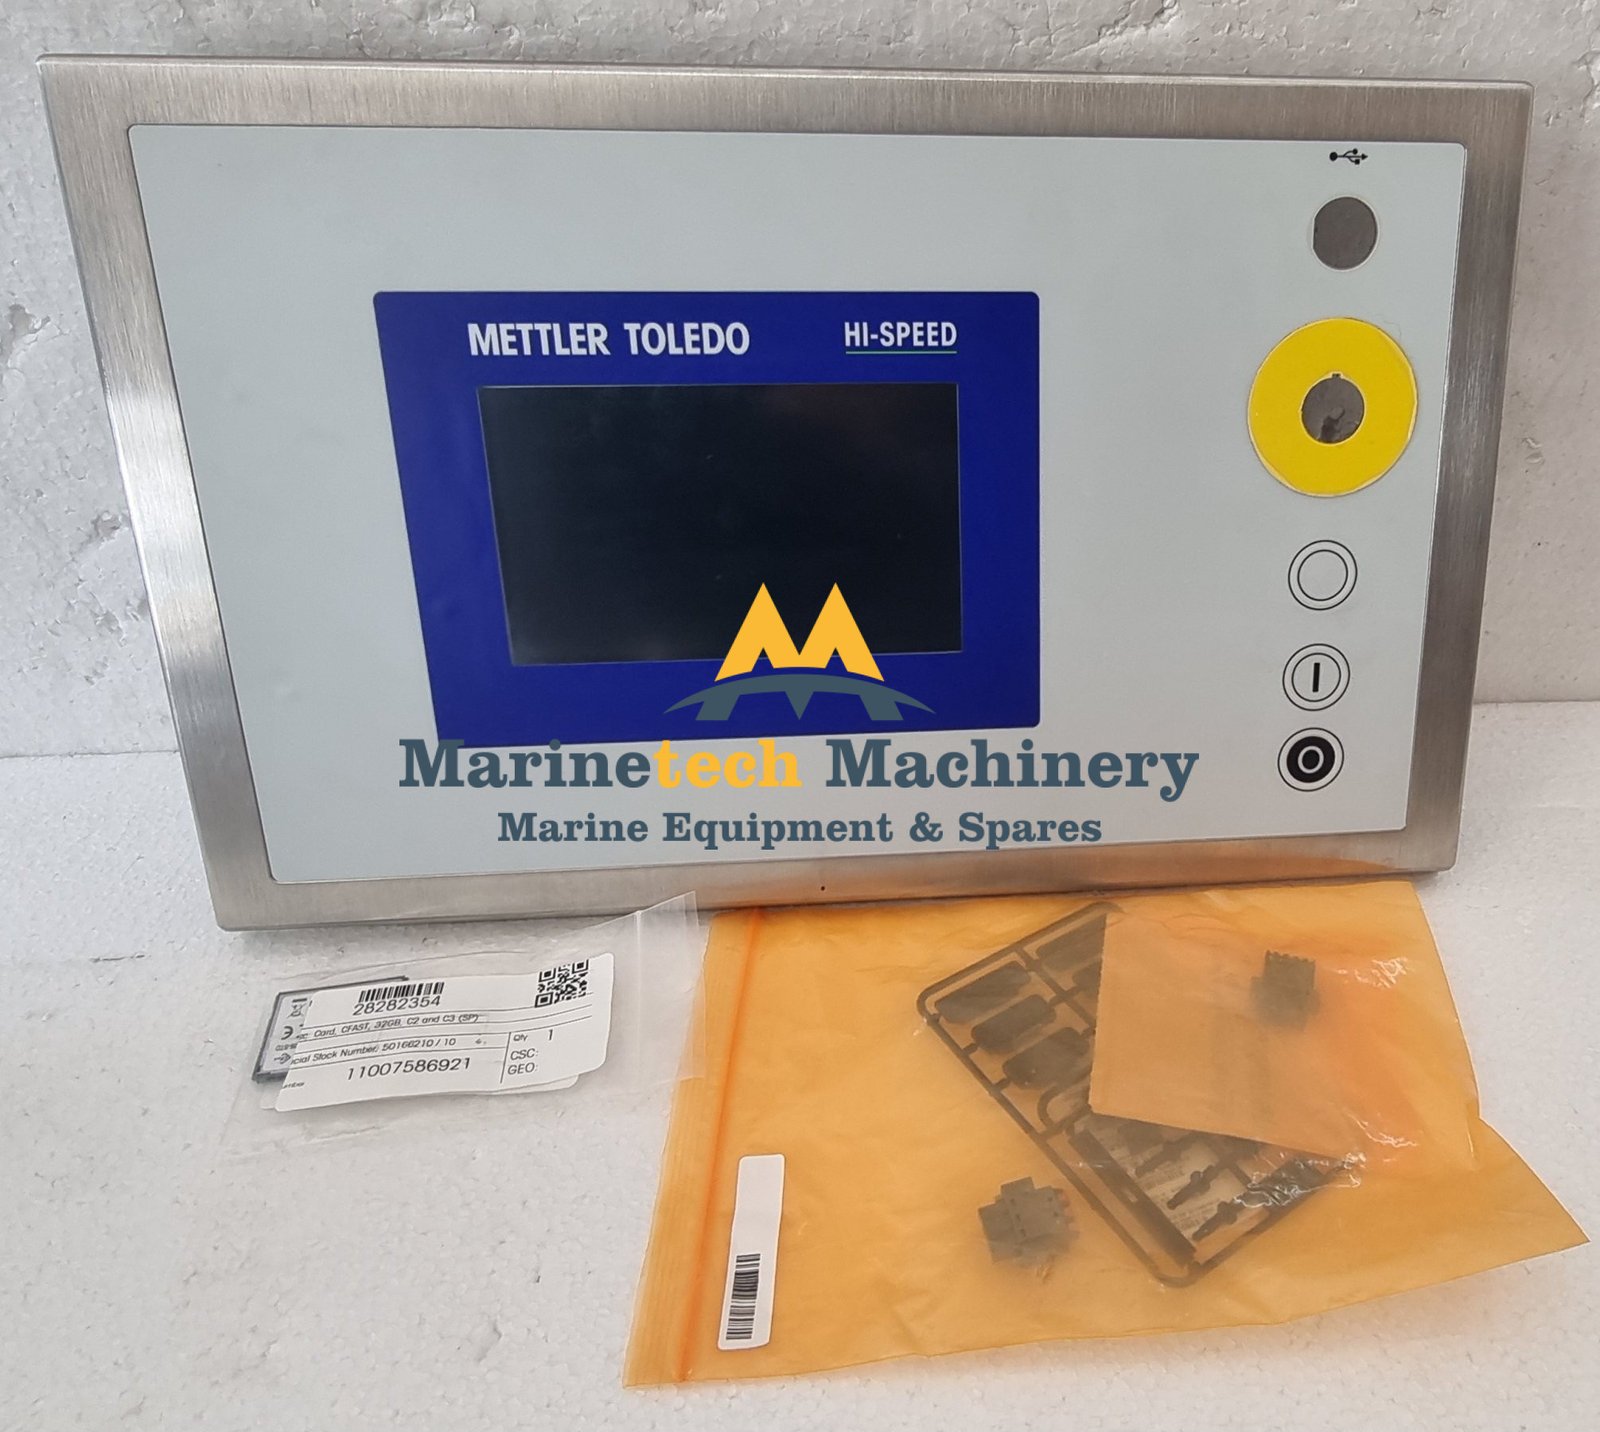 METTLER TOLEDO HI-SPEED
Marinetech Machinery
Marine Equipment & Spares
28282354
Card, CFAST, 32GB, C2 and C3 (SP)
Stock Number: 50166210 / 10
Qty 1
11007586921
CSC:
GEO: